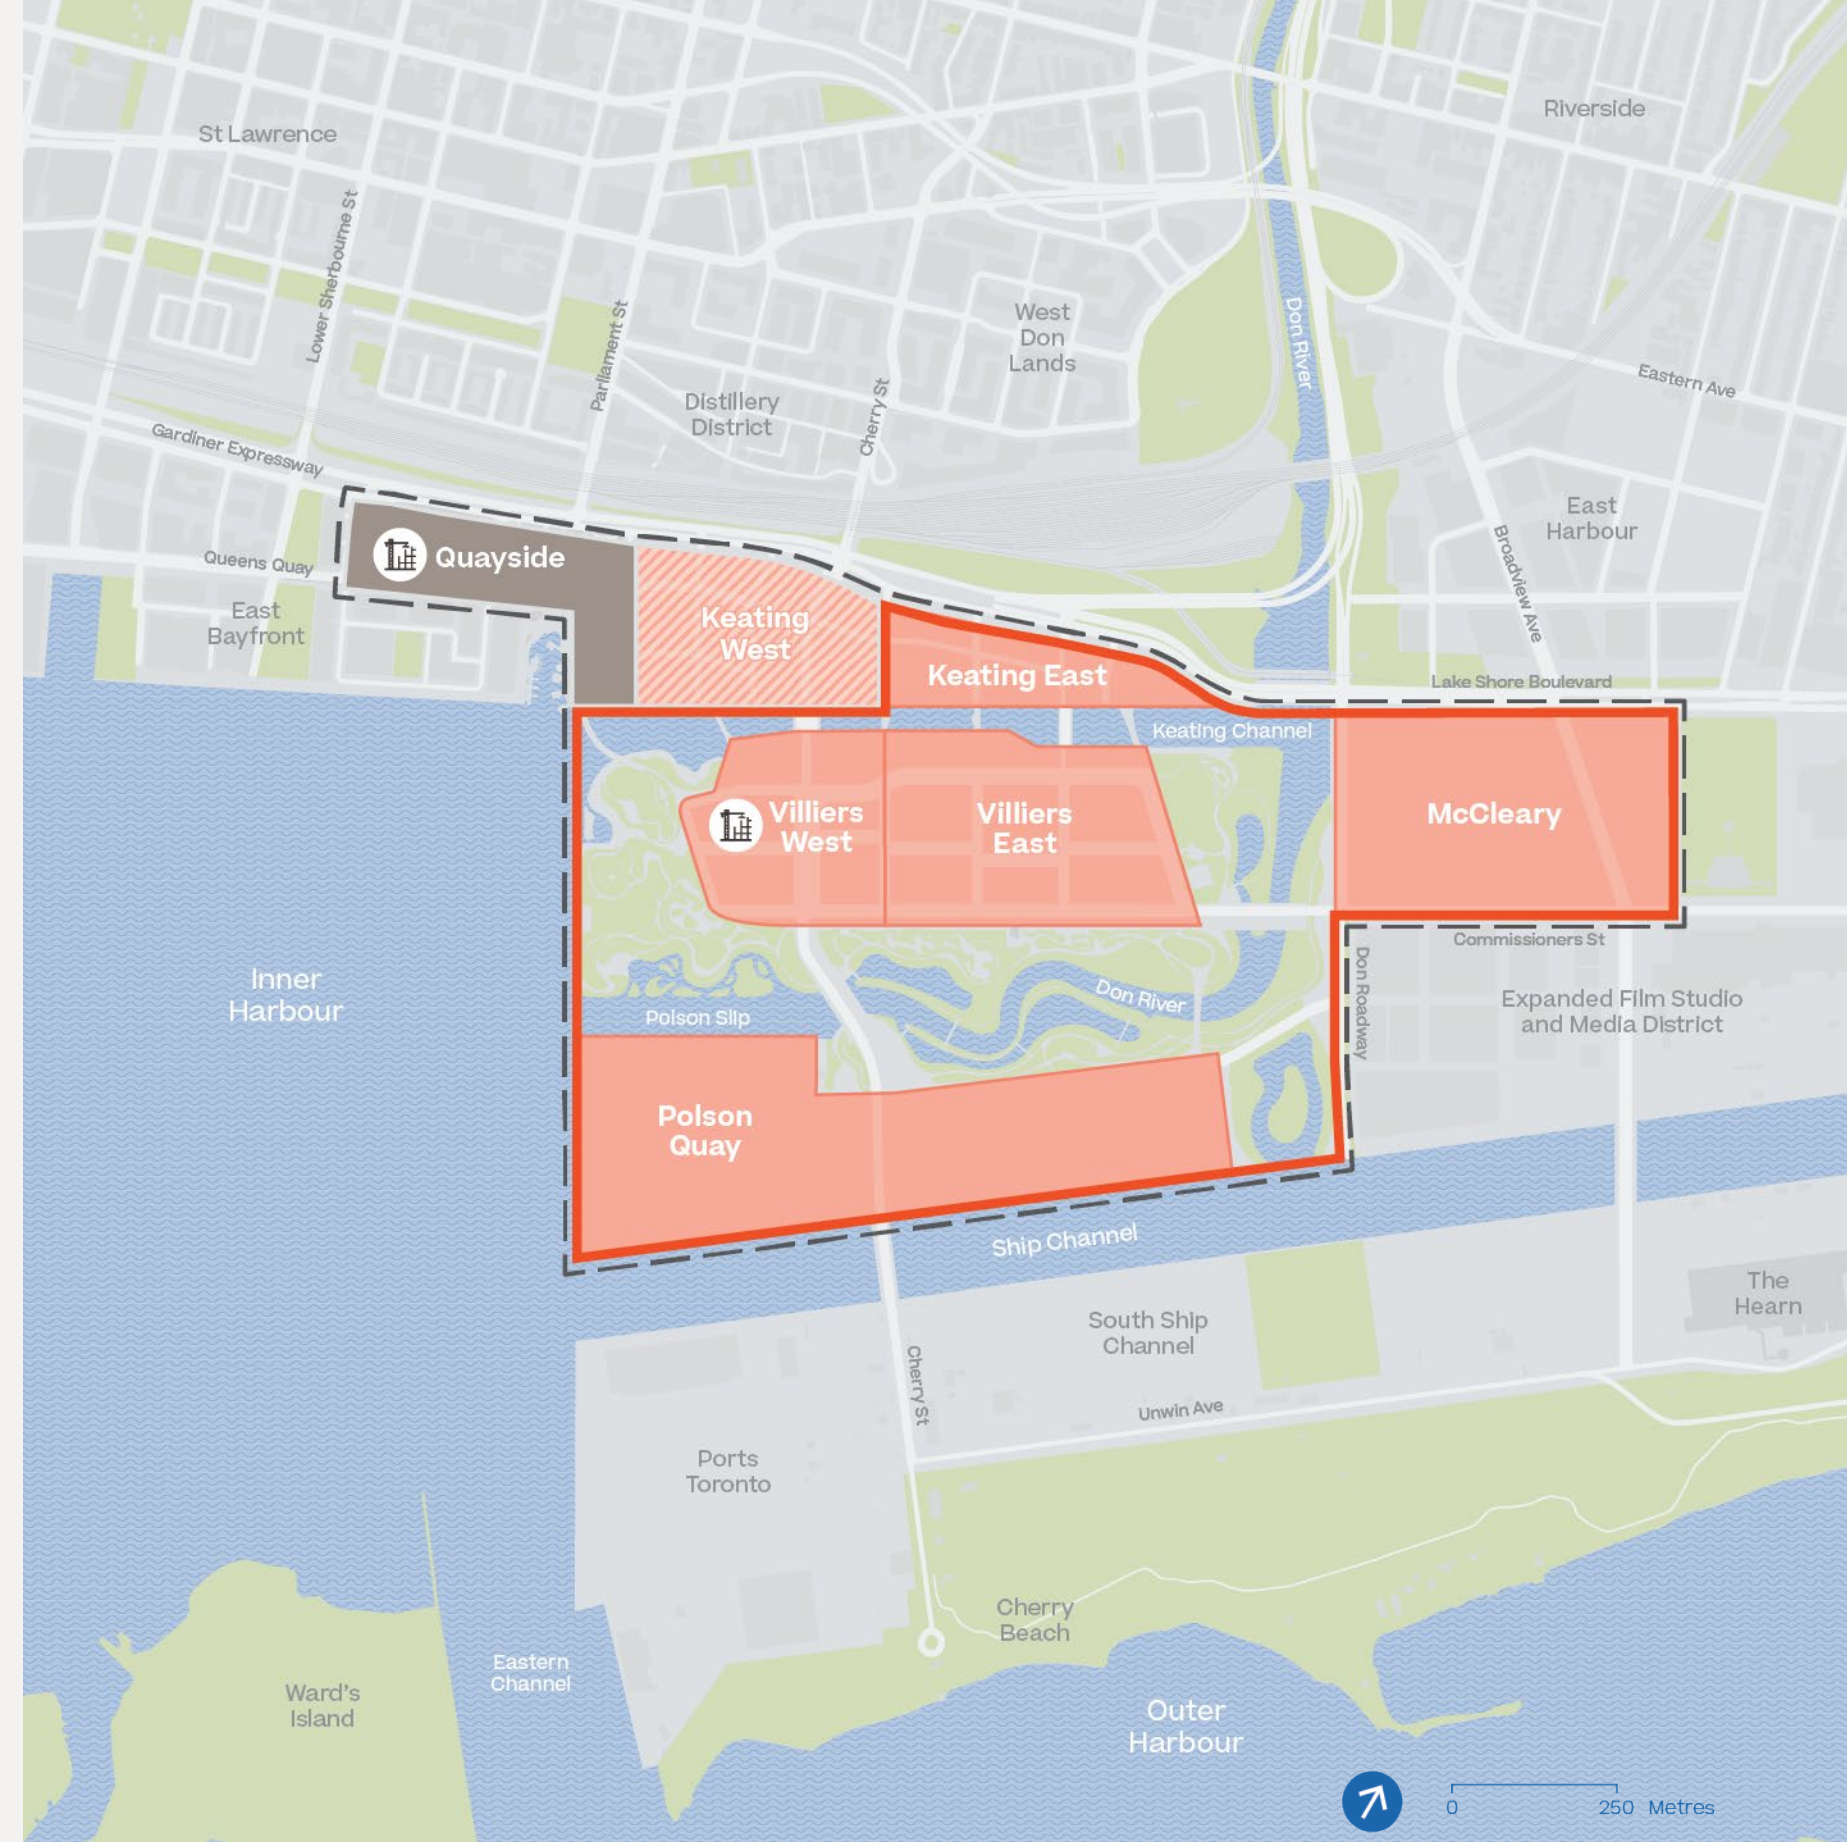 Riverside
St Lawrence
Lower Sherbourne St
Parliament St
West
Don
Lands
Don River
Eastern Ave
Distillery
District
Cherry St
Gardiner Expressway
East
Harbour
Broadview Ave
Quayside
Queens Quay
East
Bayfront
Keating
West
Keating East
Lake Shore Boulevard
Keating Channel
Villiers
West
Villiers
East
McCleary
Commissioners St
Don Roadway
Inner
Harbour
Don River
Expanded Film Studio
and Media District
Polson Slip
Polson
Quay
Ship Channel
The
Hearn
South Ship
Channel
Cherry St
Unwin Ave
Ports
Toronto
Cherry
Beach
Eastern
Channel
Ward's
Island
Outer
Harbour
0 250 Metres